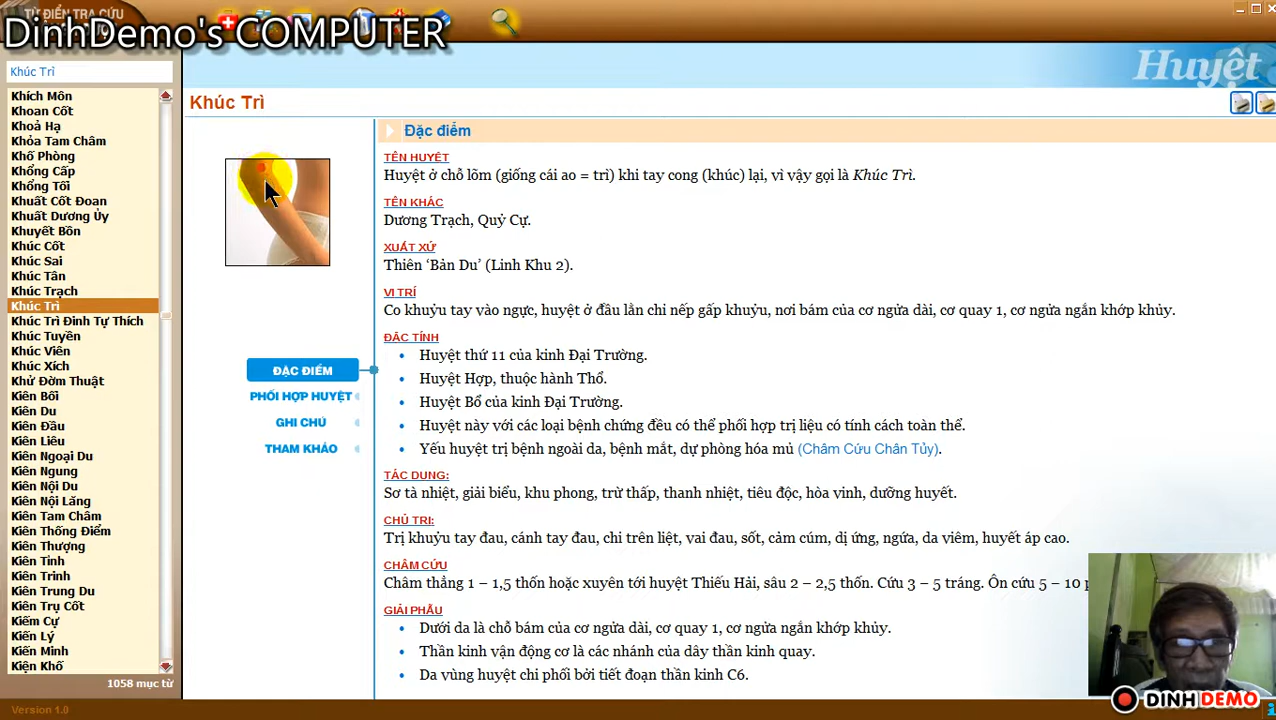 TỪ ĐIỂN TRA CỨU
DinhDemo's COMPUTER
Khúc Trì
Huyệt
Khích Môn
Khoan Cốt
Khoả Hạ
Khỏa Tam Châm
Khố Phòng
Khổng Cấp
Khổng Tối
Khuất Cốt Đoan
Khuất Dương Ủy
Khuyết Bồn
Khúc Cốt
Khúc Sai
Khúc Tân
Khúc Trạch
Khúc Trì
Khúc Trì Đinh Tự Thích
Khúc Tuyền
Khúc Viên
Khúc Xích
Khử Đờm Thuật
Kiên Bối
Kiên Du
Kiên Đầu
Kiên Liêu
Kiên Ngoại Du
Kiên Ngung
Kiên Nội Du
Kiên Nội Lăng
Kiên Tam Châm
Kiên Thống Điểm
Kiên Thượng
Kiên Tỉnh
Kiên Trinh
Kiên Trung Du
Kiên Trụ Cốt
Kiếm Cự
Kiến Lý
Kiến Minh
Kiện Khố
1058 mục từ
Version 1.0
Khúc Trì
ĐẶC ĐIỂM
PHỐI HỢP HUYỆT
GHI CHÚ
THAM KHẢO
Đặc điểm
TÊN HUYỆT
Huyệt ở chỗ lõm (giống cái ao = trì) khi tay cong (khúc) lại, vì vậy gọi là Khúc Trì.
TÊN KHÁC
Dương Trạch, Quỷ Cự.
XUẤT XỨ
Thiên ‘Bản Du’ (Linh Khu 2).
VỊ TRÍ
Co khuỷu tay vào ngực, huyệt ở đầu lằn chỉ nếp gấp khuỷu, nơi bám của cơ ngửa dài, cơ quay 1, cơ ngửa ngắn khớp khủy.
ĐẶC TÍNH
Huyệt thứ 11 của kinh Đại Trường.
Huyệt Hợp, thuộc hành Thổ.
Huyệt Bổ của kinh Đại Trường.
Huyệt này với các loại bệnh chứng đều có thể phối hợp trị liệu có tính cách toàn thể.
Yếu huyệt trị bệnh ngoài da, bệnh mắt, dự phòng hóa mủ (Châm Cứu Chân Tủy).
TÁC DỤNG:
Sơ tà nhiệt, giải biểu, khu phong, trừ thấp, thanh nhiệt, tiêu độc, hòa vinh, dưỡng huyết.
CHỦ TRỊ:
Trị khuỷu tay đau, cánh tay đau, chi trên liệt, vai đau, sốt, cảm cúm, dị ứng, ngứa, da viêm, huyết áp cao.
CHÂM CỨU
Châm thẳng 1 – 1,5 thốn hoặc xuyên tới huyệt Thiếu Hải, sâu 2 – 2,5 thốn. Cứu 3 – 5 tráng. Ôn cứu 5 – 10 p
GIẢI PHẪU
Dưới da là chỗ bám của cơ ngửa dài, cơ quay 1, cơ ngửa ngắn khớp khủy.
Thần kinh vận động cơ là các nhánh của dây thần kinh quay.
Da vùng huyệt chi phối bởi tiết đoạn thần kinh C6.
DINHDEMO